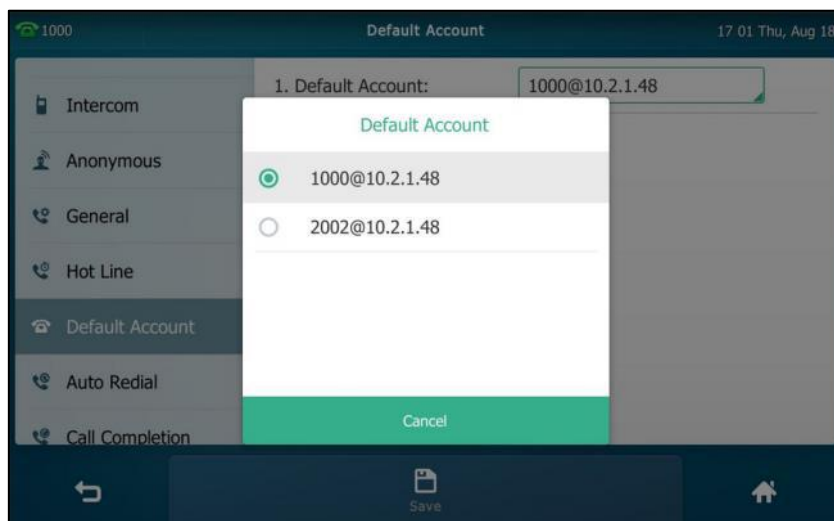 1000 Default Account 17 01 Thu, Aug 18
1. Default Account: 1000@10.2.1.48
Intercom
Anonymous
General
Hot Line
Default Account
Auto Redial
Call Completion
Default Account
1000@10.2.1.48
2002@10.2.1.48
Cancel
Save